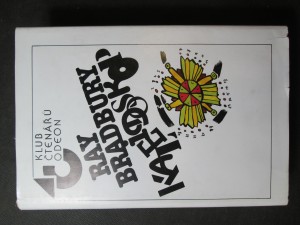 KLUB
ČTENÁŘŮ
ODEON
RAY
BRADBURY
KALEIDOSKOP